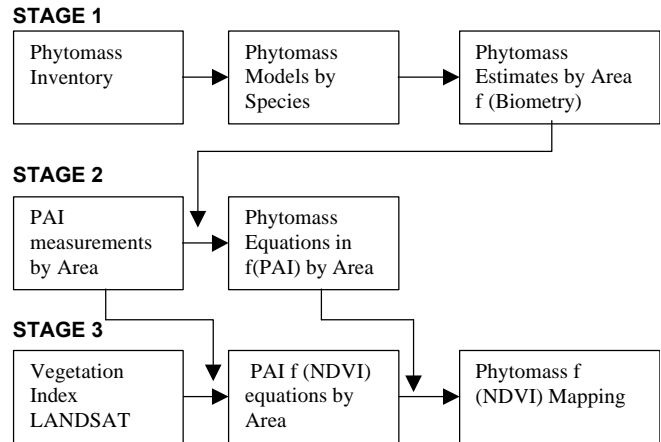 STAGE 1
Phytomass
Inventory
Phytomass
Models by
Species
Phytomass
Estimates by Area
f (Biometry)
STAGE 2
PAI
measurements
by Area
Phytomass
Equations in
f(PAI) by Area
STAGE 3
Vegetation
Index
LANDSAT
PAI f (NDVI)
equations by
Area
Phytomass f
(NDVI) Mapping